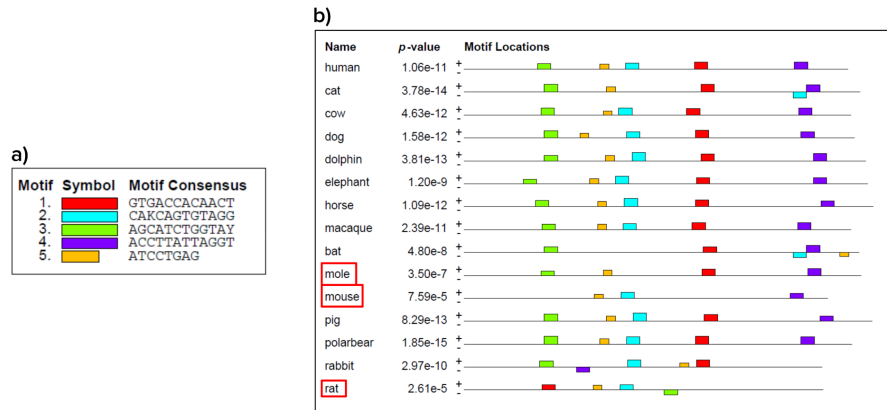 b)
Name p-value Motif Locations
human 1.06e-11 + -
cat 3.78e-14 + -
cow 4.63e-12 + -
dog 1.58e-12 + -
dolphin 3.81e-13 + -
elephant 1.20e-9 + -
horse 1.09e-12 + -
macaque 2.39e-11 + -
bat 4.80e-8 + -
mole 3.50e-7 + -
mouse 7.59e-5 + -
pig 8.29e-13 + -
polarbear 1.85e-15 + -
rabbit 2.97e-10 + -
rat 2.61e-5 + -
a)
Motif Symbol Motif Consensus
1. GTGACCACAACT
2. CAKCAGTGTAGG
3. AGCATCTGGTAY
4. ACCTTATTAGGT
5. ATCCTGAG